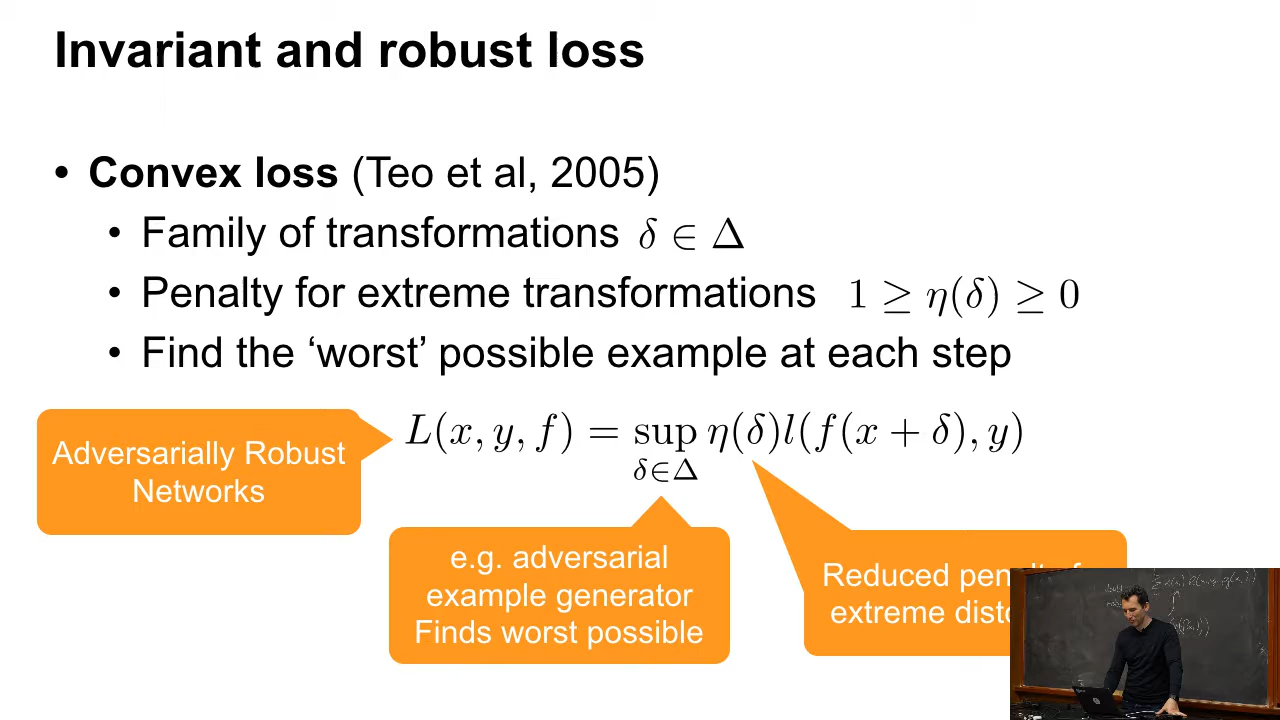 Invariant and robust loss
• Convex loss (Teo et al, 2005)
• Family of transformations δ ∈ Δ
• Penalty for extreme transformations 1 ≥ η(δ) ≥ 0
• Find the ‘worst’ possible example at each step
L(x, y, f) = sup η(δ)l(f(x + δ), y)
δ∈Δ
Adversarially Robust
Networks
e.g. adversarial
example generator
Finds worst possible
Reduced
extreme